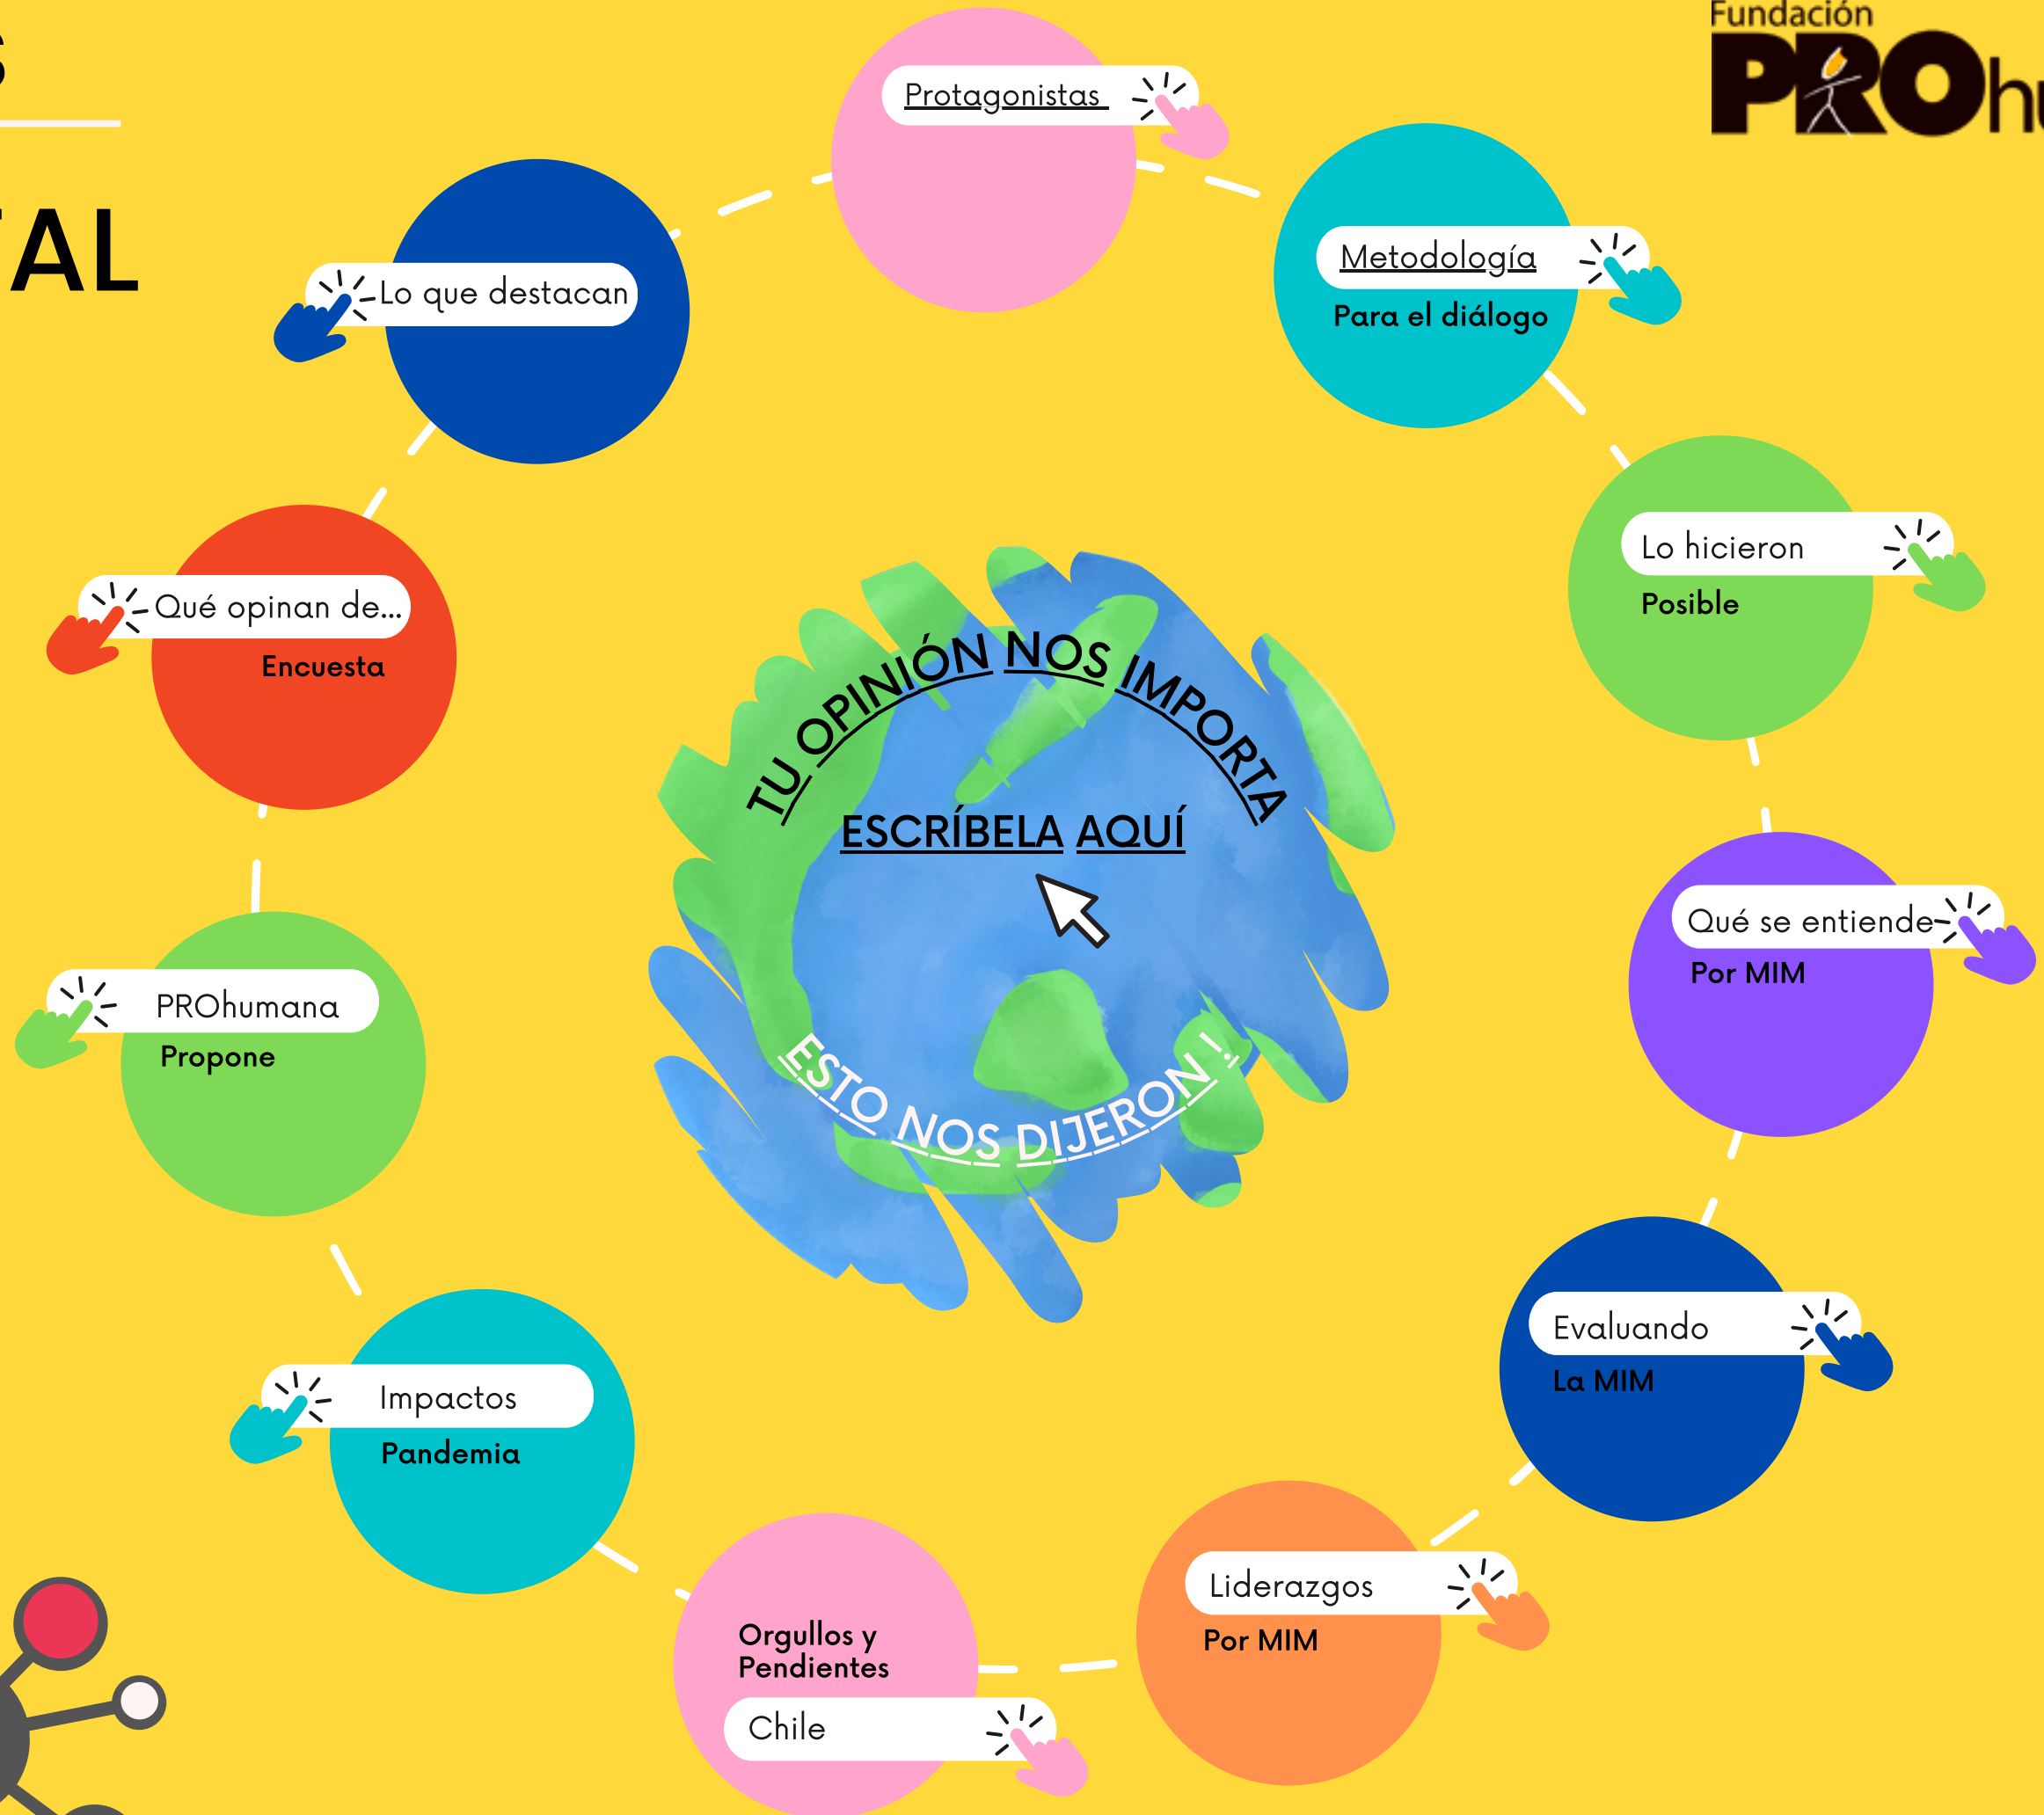 S
TAL
Fundación
PROhu
Protagonistas
Metodología
Para el diálogo
Lo hicieron
Posible
Qué se entiende
Por MIM
Evaluando
La MIM
Liderazgos
Por MIM
Orgullos y
Pendientes
Chile
Impactos
Pandemia
PROhumana
Propone
Qué opinan de...
Encuesta
Lo que destacan
TU OPINIÓN NOS IMPORTA
ESCRÍBELA AQUÍ
ESTO NOS DIJERON !